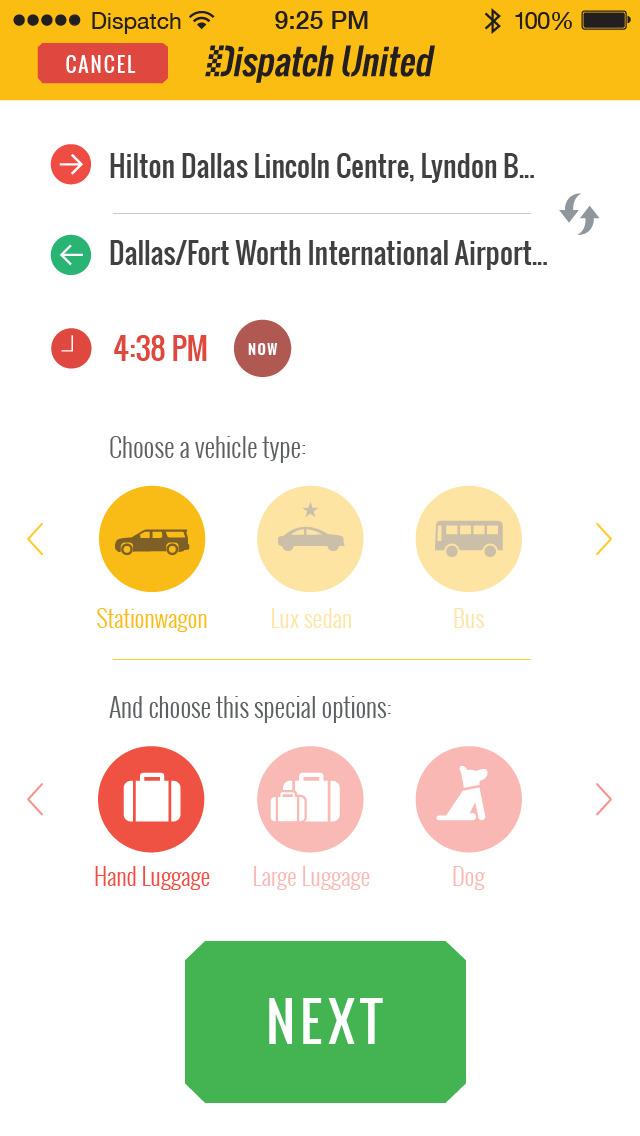 Dispatch 9:25 PM 100%
CANCEL Dispatch United
Hilton Dallas Lincoln Centre, Lyndon B...
Dallas/Fort Worth International Airport...
4:38 PM NOW
Choose a vehicle type:
Stationwagon Lux sedan Bus
And choose this special options:
Hand Luggage Large Luggage Dog
NEXT